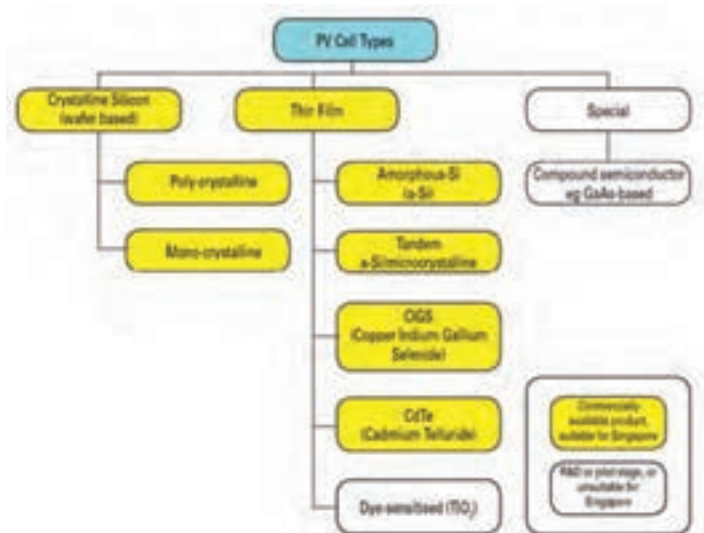 PV Cell Types
Crystalline Silicon
(wafer based)
Thin Film
Special
Poly-crystalline
Mono-crystalline
Amorphous-Si
(a-Si)
Tandem
a-Si/microcrystalline
CIGS
(Copper Indium Gallium
Selenide)
CdTe
(Cadmium Telluride)
Dye-sensitised (TiO₂)
Compound semiconductor
eg GaAs-based
Commercially
available product,
suitable for Singapore
R&D or pilot stage, or
unsuitable for
Singapore